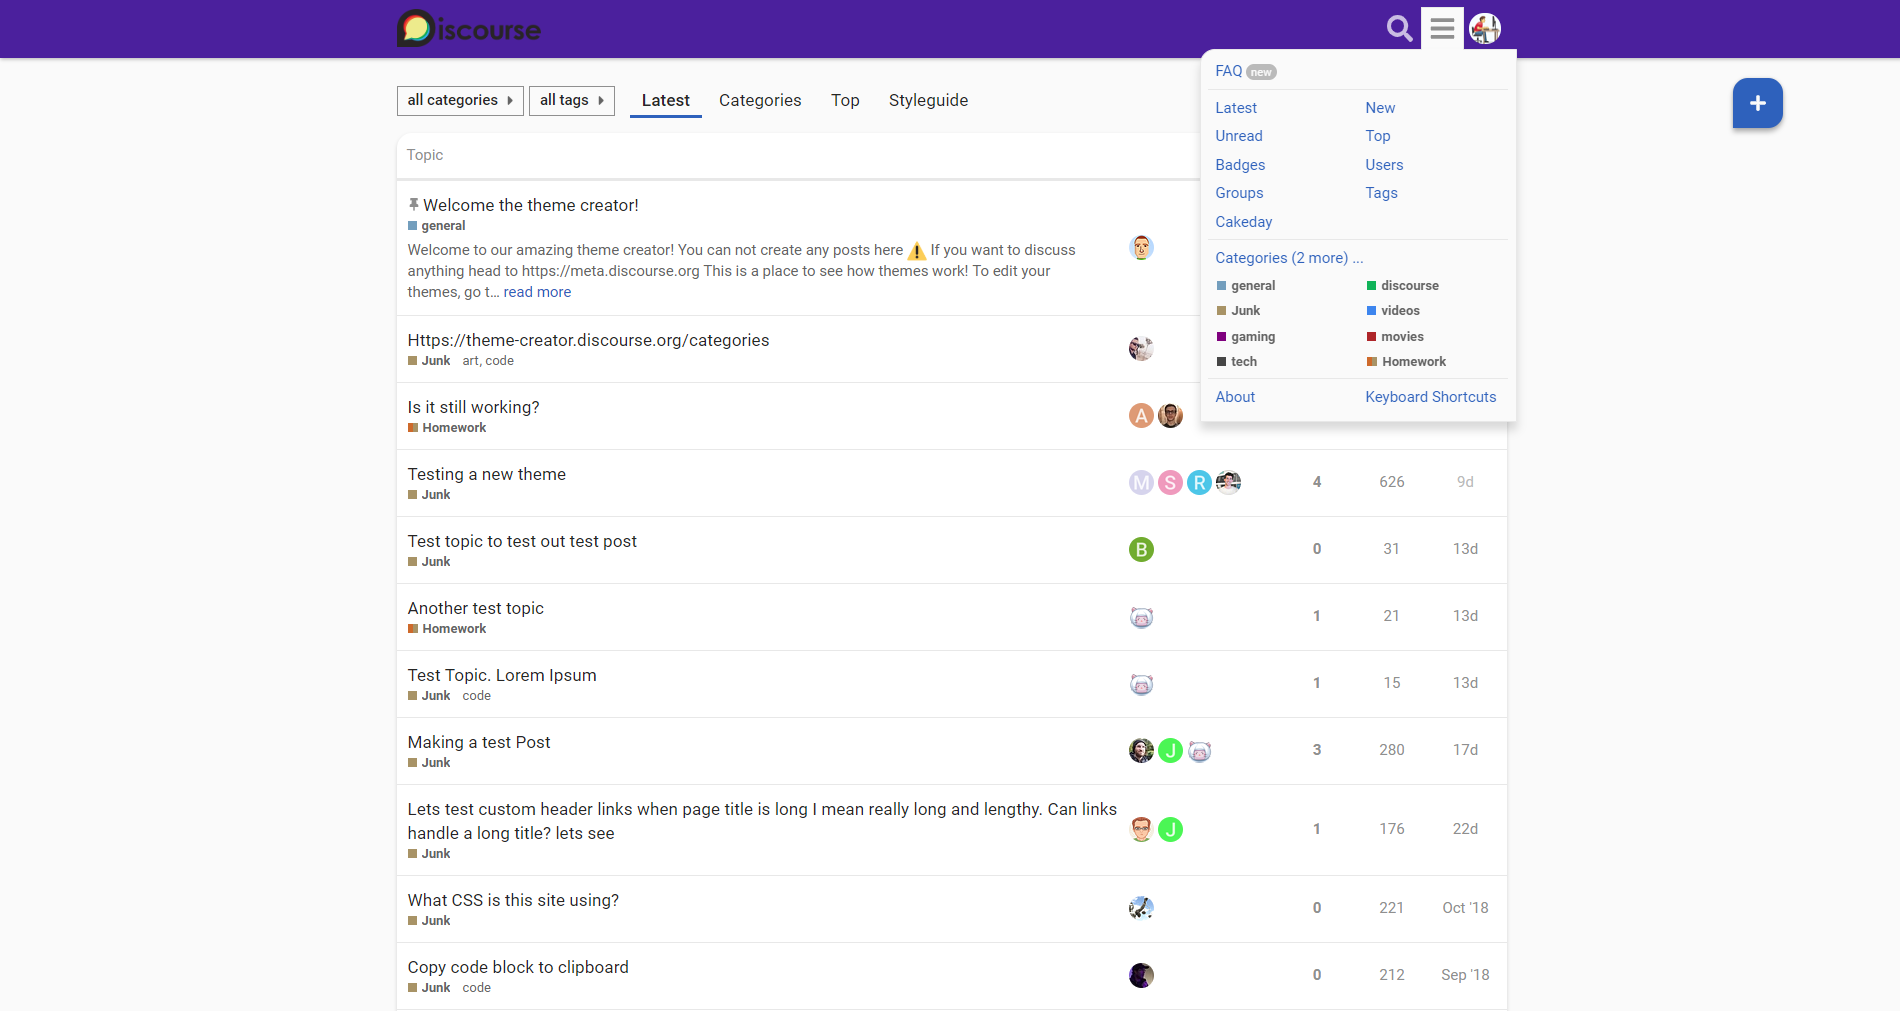 iscourse
FAQ new
all categories
all tags
Latest
Categories
Top
Styleguide
Latest
New
Unread
Top
Badges
Users
Groups
Tags
Cakeday
Categories (2 more) ...
general
discourse
Junk
videos
gaming
movies
tech
Homework
About
Keyboard Shortcuts
Topic
Welcome the theme creator!
general
Welcome to our amazing theme creator! You can not create any posts here ⚠ If you want to discuss
anything head to https://meta.discourse.org This is a place to see how themes work! To edit your
themes, go t… read more
Https://theme-creator.discourse.org/categories
Junk art, code
Is it still working?
Homework
A
Testing a new theme
Junk
M S R
4 626 9d
Test topic to test out test post
Junk
B
0 31 13d
Another test topic
Homework
1 21 13d
Test Topic. Lorem Ipsum
Junk code
1 15 13d
Making a test Post
Junk
J
3 280 17d
Lets test custom header links when page title is long I mean really long and lengthy. Can links
handle a long title? lets see
Junk
J
1 176 22d
What CSS is this site using?
Junk
0 221 Oct '18
Copy code block to clipboard
Junk code
0 212 Sep '18